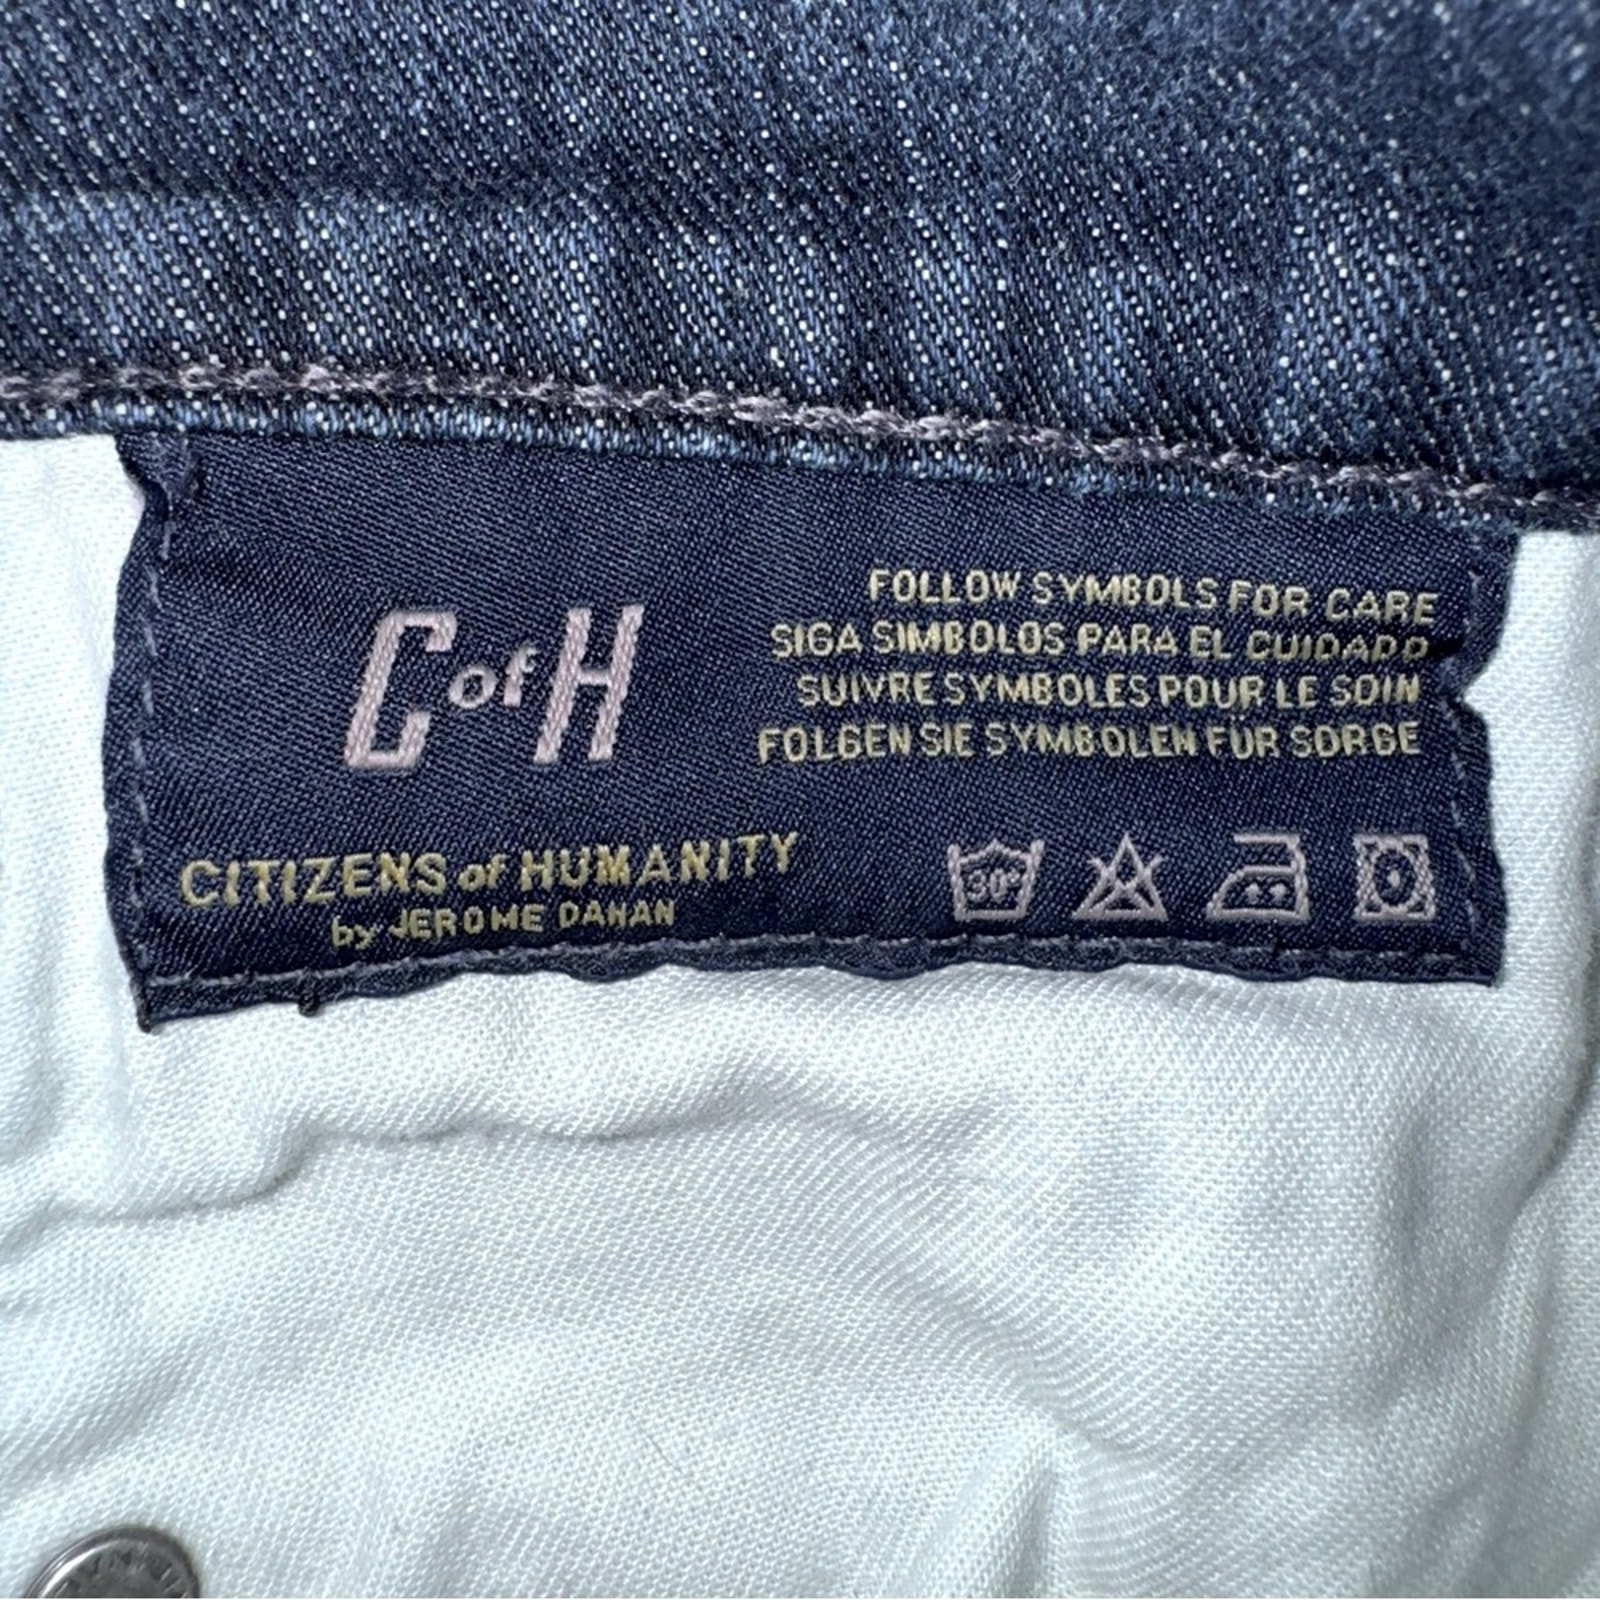 C of H
CITIZENS of HUMANITY
by JEROME DAHAN
FOLLOW SYMBOLS FOR CARE
SIGA SIMBOLOS PARA EL CUIDADO
SUIVRE SYMBOLES POUR LE SOIN
FOLGEN SIE SYMBOLEN FUR SORGE
30°